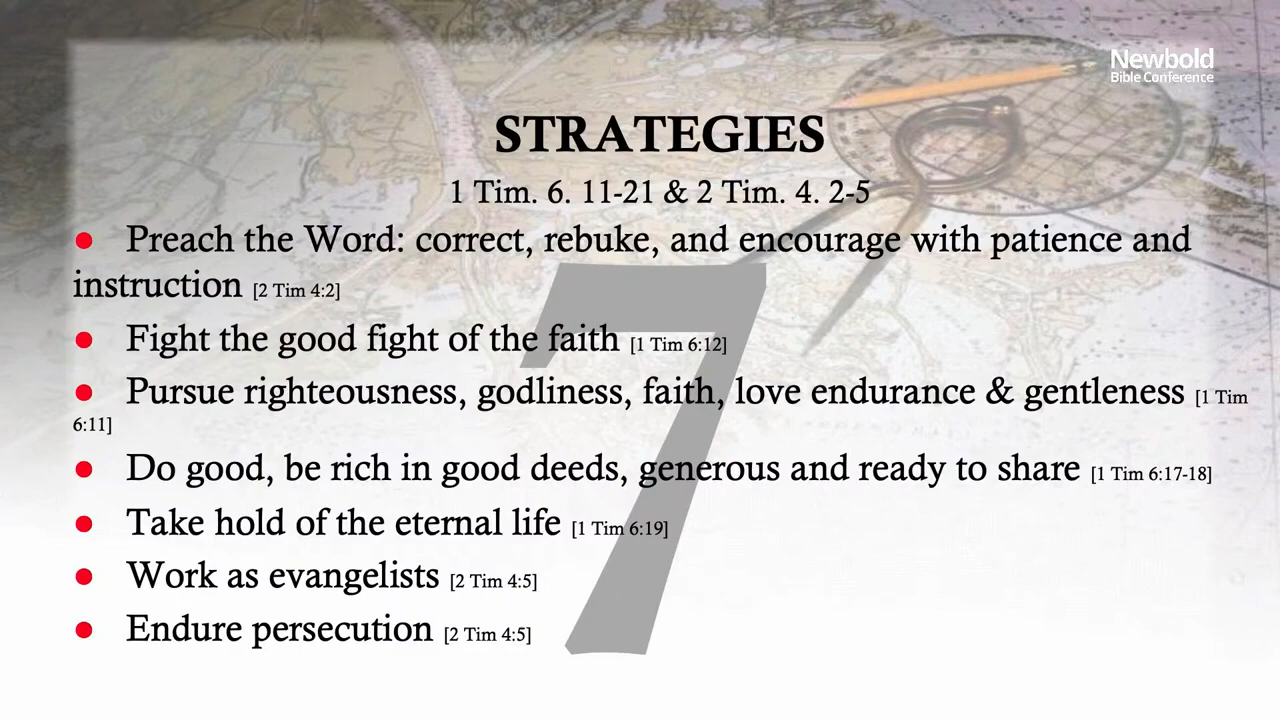 Newbold
Bible Conference
STRATEGIES
1 Tim. 6. 11-21 & 2 Tim. 4. 2-5
● Preach the Word: correct, rebuke, and encourage with patience and
instruction [2 Tim 4:2]
● Fight the good fight of the faith [1 Tim 6:12]
● Pursue righteousness, godliness, faith, love endurance & gentleness [1 Tim
6:11]
● Do good, be rich in good deeds, generous and ready to share [1 Tim 6:17-18]
● Take hold of the eternal life [1 Tim 6:19]
● Work as evangelists [2 Tim 4:5]
● Endure persecution [2 Tim 4:5]
7